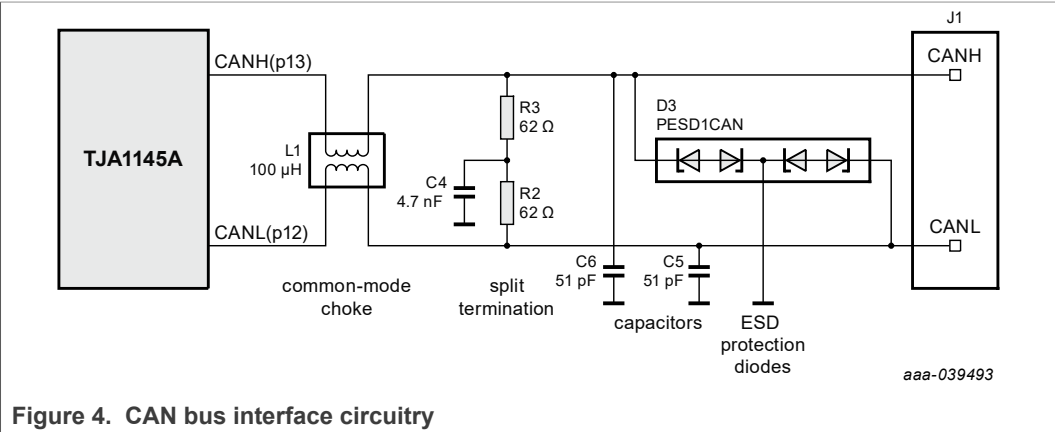 J1
CANH(p13)
CANH
R3
62 Ω
D3
PESD1CAN
TJA1145A
L1
100 µH
C4
4.7 nF
R2
62 Ω
CANL(p12)
CANL
common-mode
choke
split
termination
C6
51 pF
C5
51 pF
capacitors
ESD
protection
diodes
aaa-039493
Figure 4. CAN bus interface circuitry